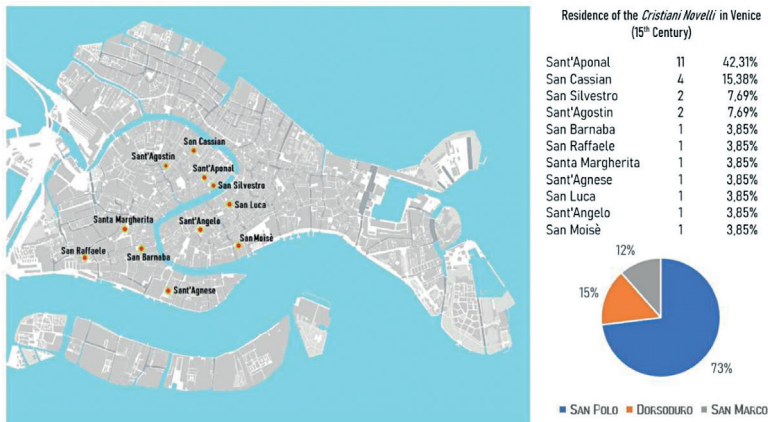 Residence of the Cristiani Novelli in Venice
(15th Century)
Sant'Aponal 11 42,31%
San Cassian 4 15,38%
San Silvestro 2 7,69%
Sant'Agostin 2 7,69%
San Barnaba 1 3,85%
San Raffaele 1 3,85%
Santa Margherita 1 3,85%
Sant'Agnese 1 3,85%
San Luca 1 3,85%
Sant'Angelo 1 3,85%
San Moisè 1 3,85%
San Cassian
Sant'Agostin
Sant'Aponal
San Silvestro
San Luca
Santa Margherita
Sant'Angelo
San Moisè
San Raffaele
San Barnaba
Sant'Agnese
12%
15%
73%
SAN POLO DORSODURO SAN MARCO